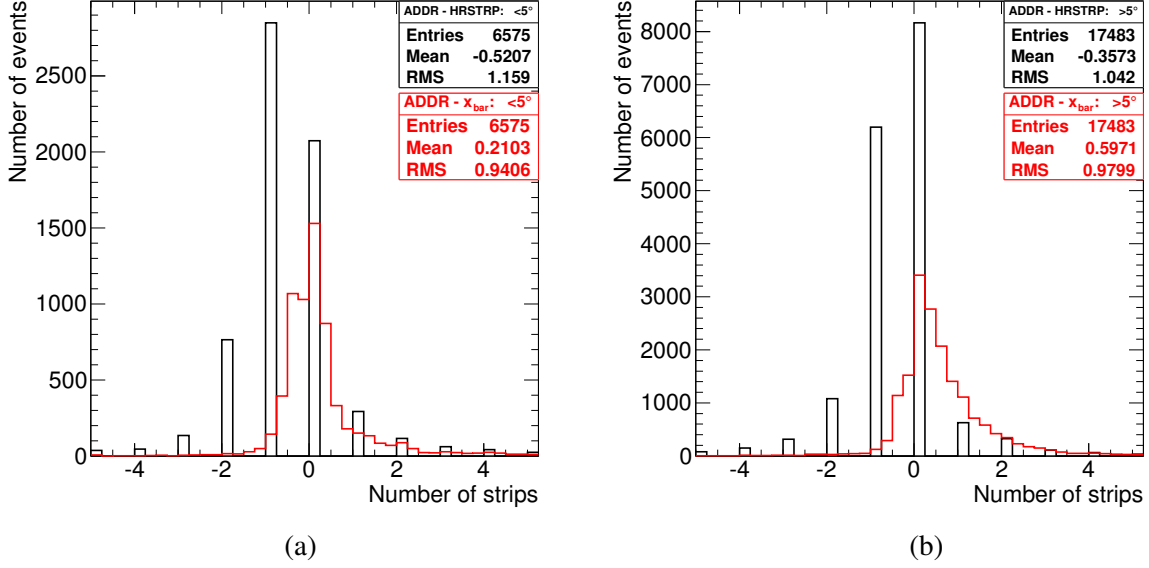 ADDR - HRSTRP: <5°
Entries 6575
Mean -0.5207
RMS 1.159
ADDR - x_bar: <5°
Entries 6575
Mean 0.2103
RMS 0.9406
Number of events
2500
2000
1500
1000
500
0
-4 -2 0 2 4
Number of strips
(a)
ADDR - HRSTRP: >5°
Entries 17483
Mean -0.3573
RMS 1.042
ADDR - x_bar: >5°
Entries 17483
Mean 0.5971
RMS 0.9799
Number of events
8000
7000
6000
5000
4000
3000
2000
1000
0
-4 -2 0 2 4
Number of strips
(b)